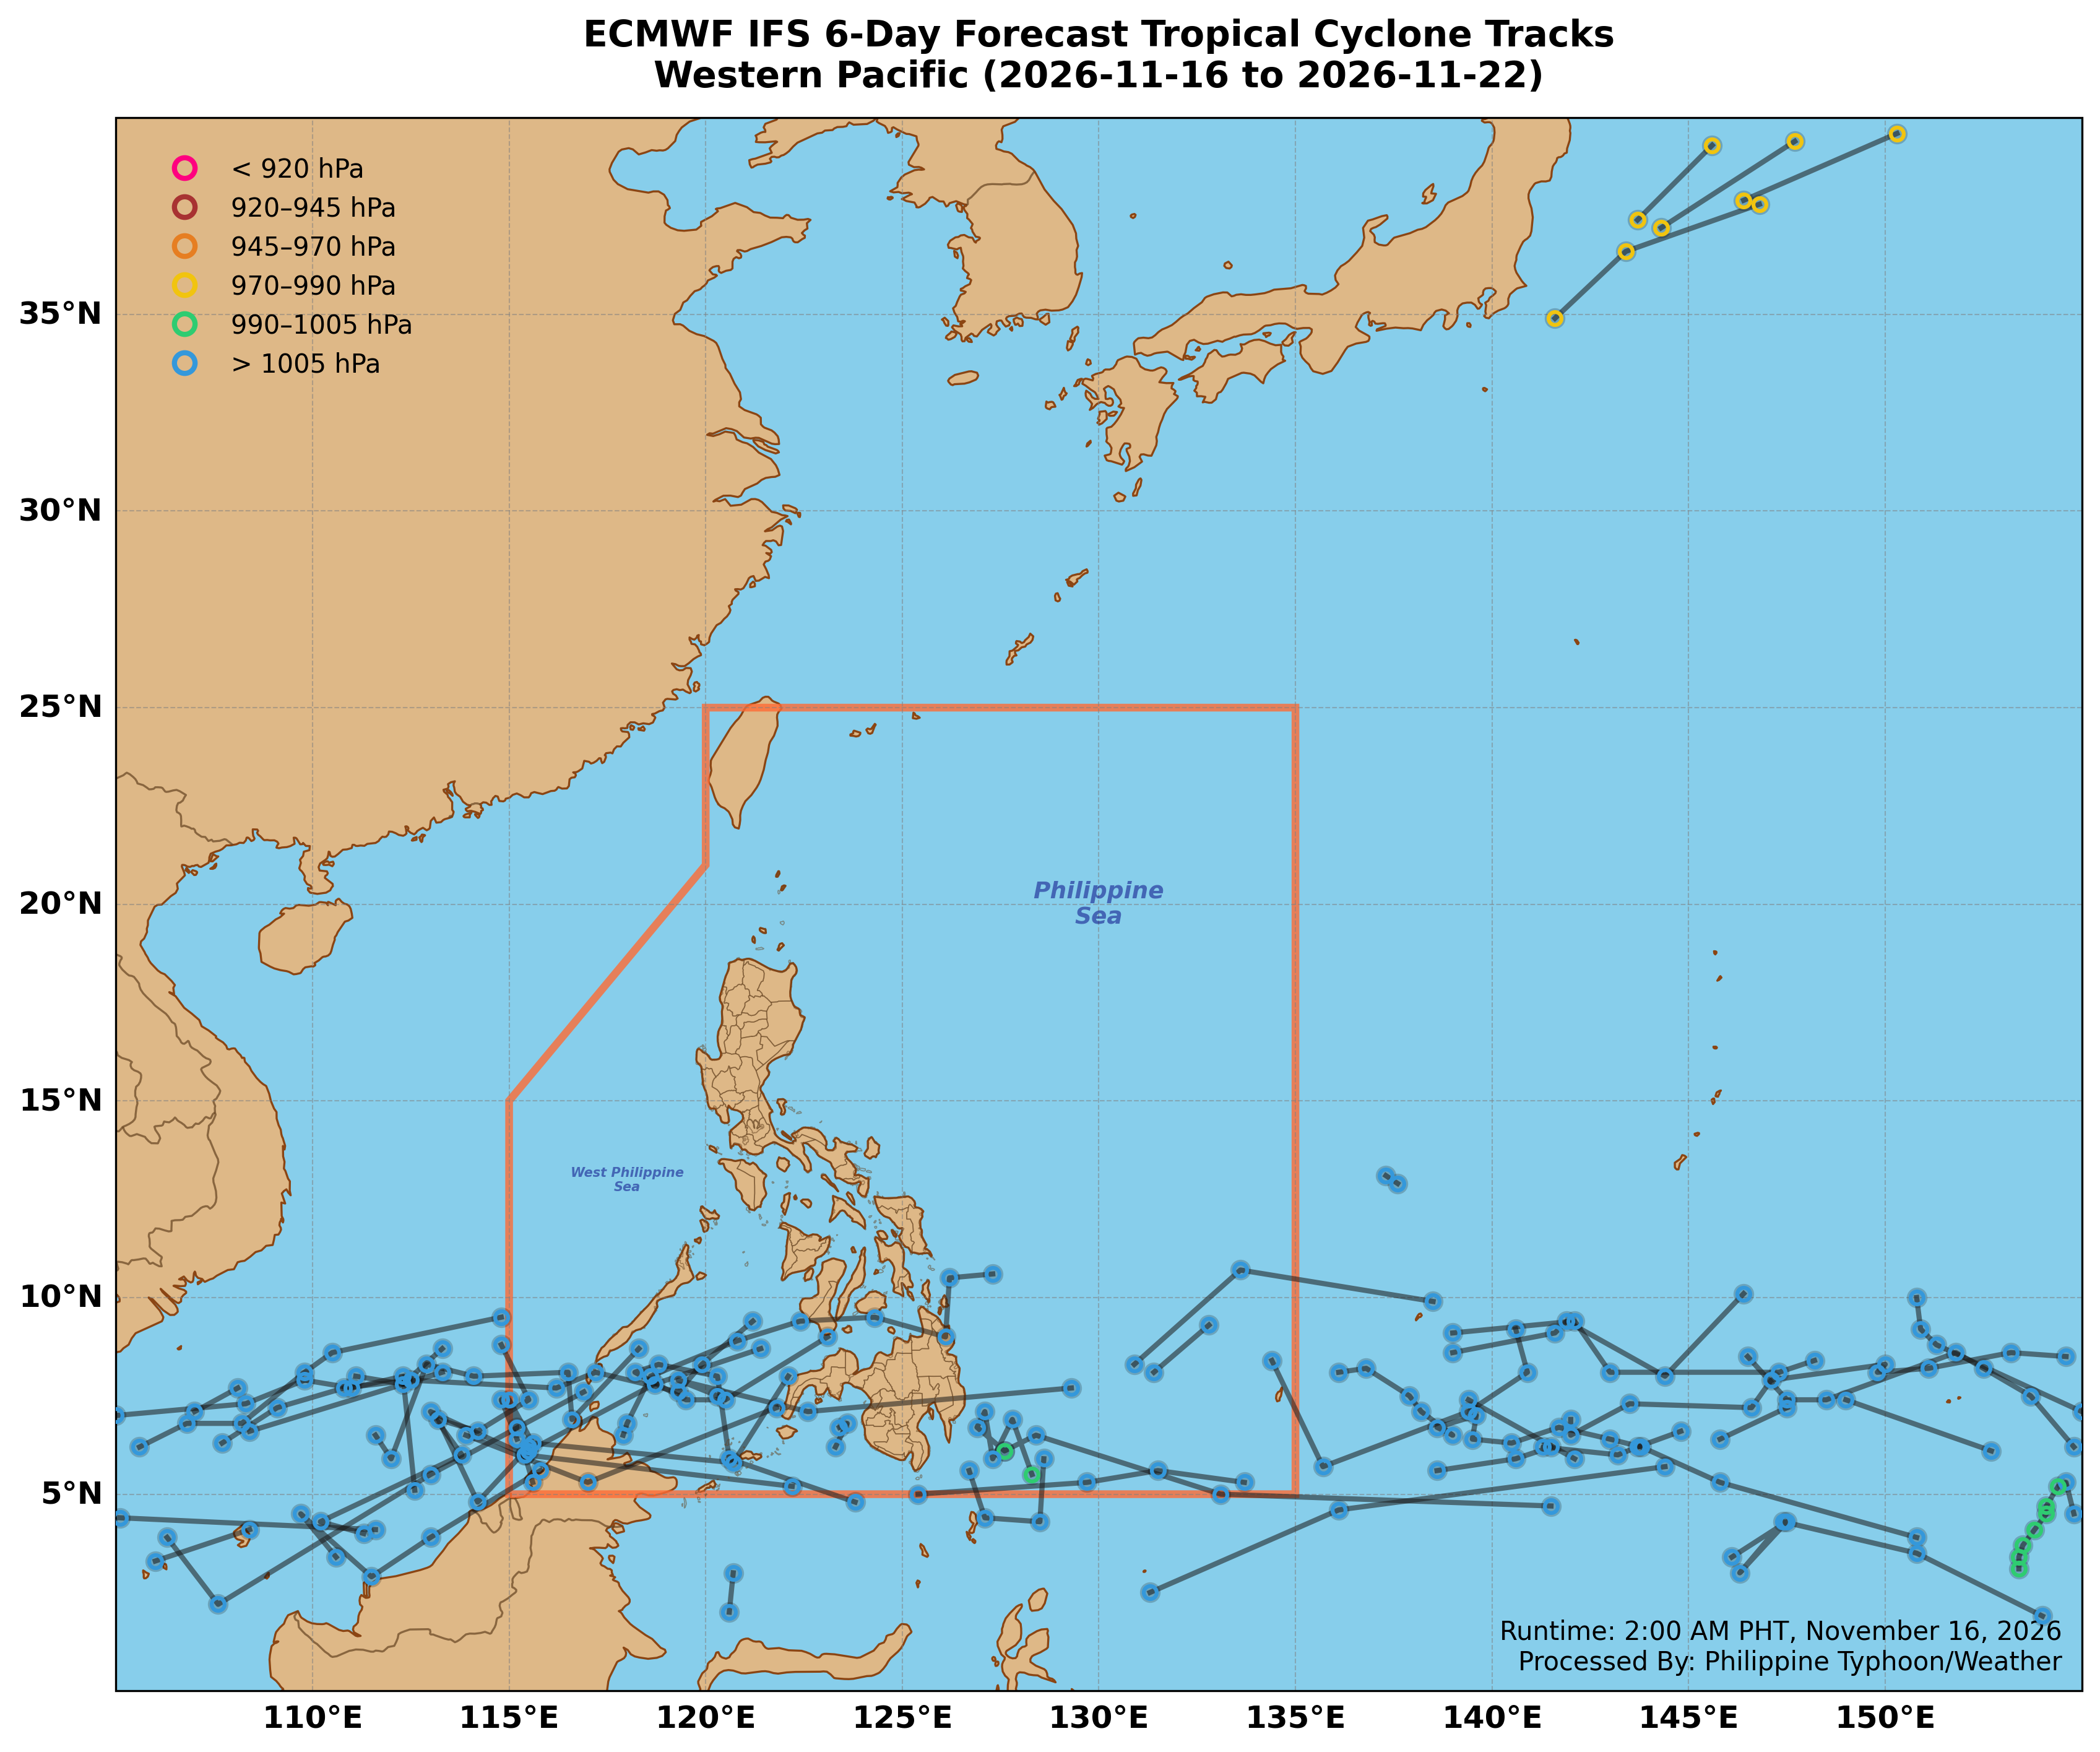 ECMWF IFS 6-Day Forecast Tropical Cyclone Tracks
Western Pacific (2026-11-16 to 2026-11-22)
< 920 hPa
920–945 hPa
945–970 hPa
970–990 hPa
990–1005 hPa
> 1005 hPa
35°N
30°N
25°N
20°N
15°N
10°N
5°N
Philippine
Sea
West Philippine
Sea
Runtime: 2:00 AM PHT, November 16, 2026
Processed By: Philippine Typhoon/Weather
110°E
115°E
120°E
125°E
130°E
135°E
140°E
145°E
150°E